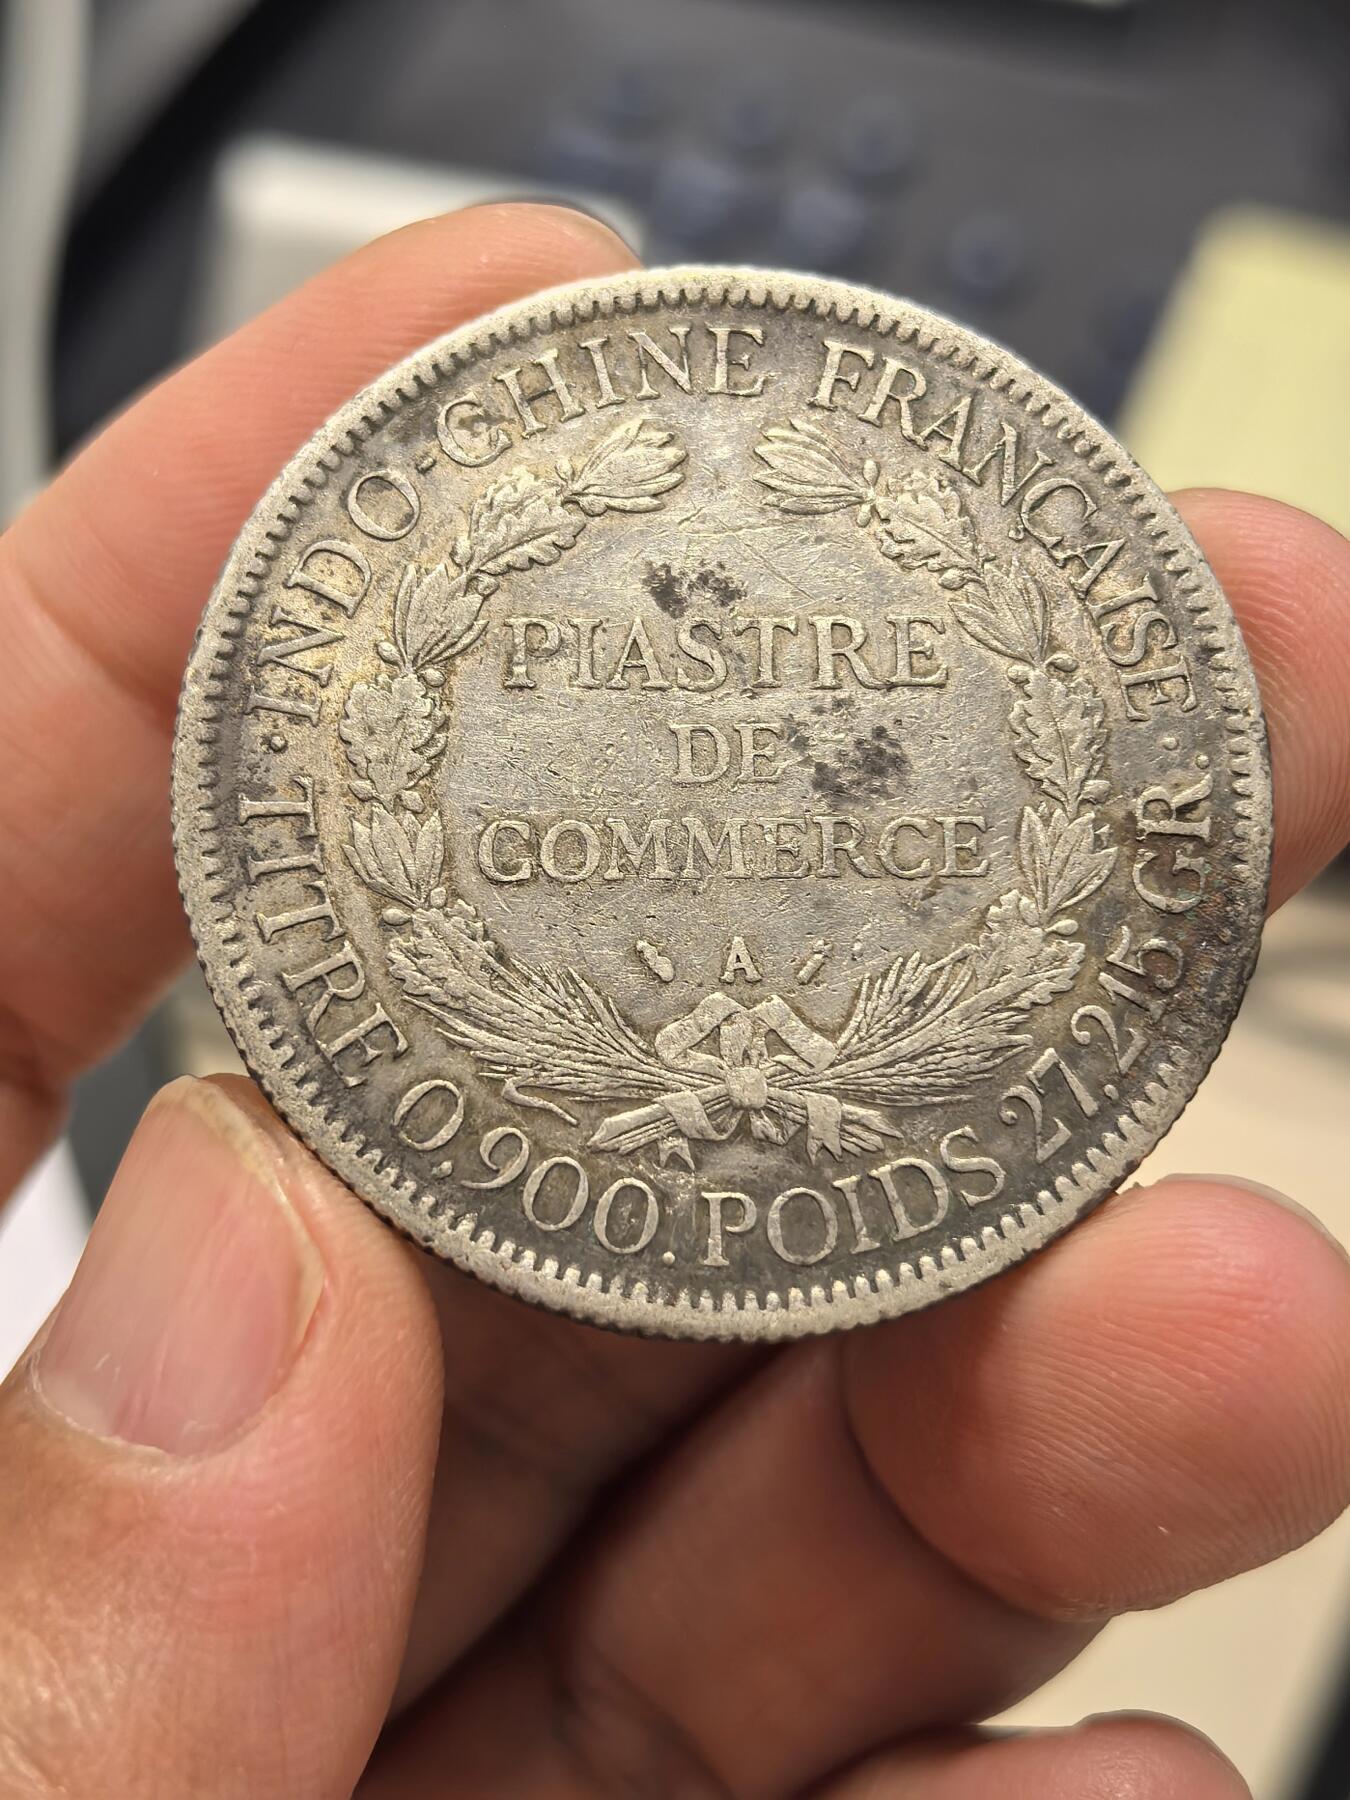 INDO-CHINE FRANÇAISE
PIASTRE
DE
COMMERCE
A
· TITRE 0,900. POIDS 27,215 GR. ·